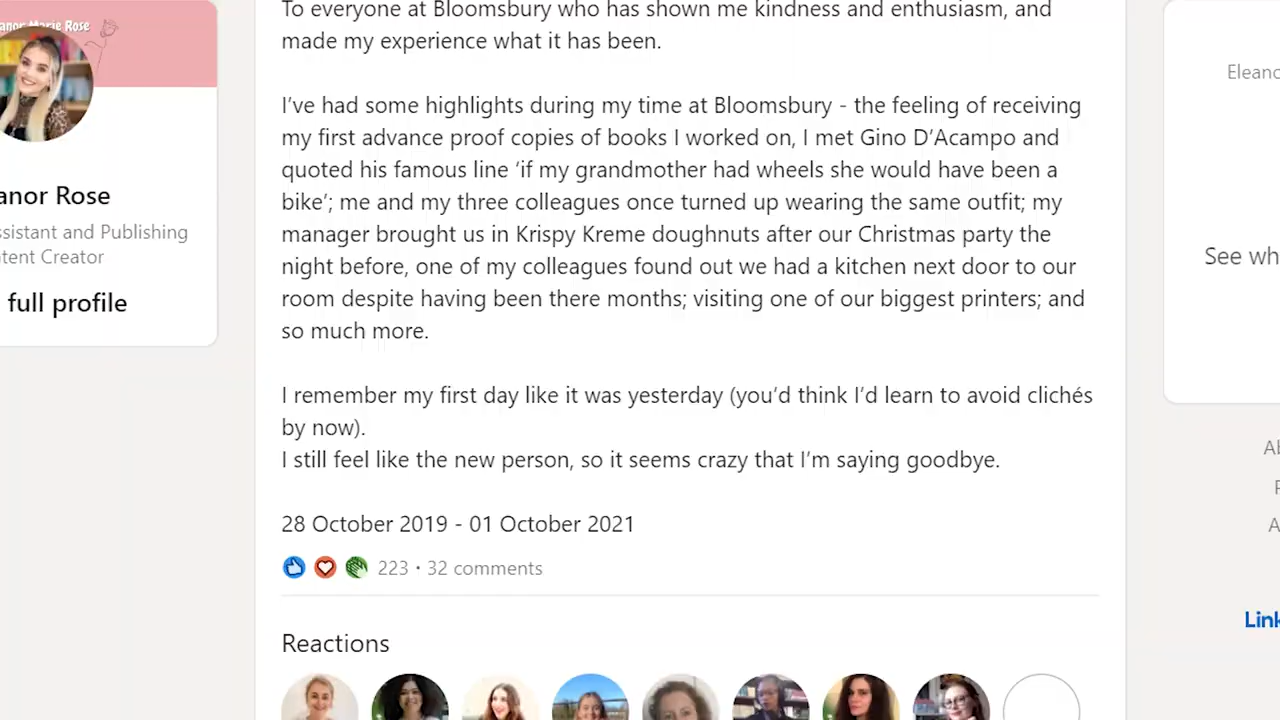 To everyone at Bloomsbury who has shown me kindness and enthusiasm, and
made my experience what it has been.
I've had some highlights during my time at Bloomsbury - the feeling of receiving
my first advance proof copies of books I worked on, I met Gino D'Acampo and
quoted his famous line 'if my grandmother had wheels she would have been a
bike'; me and my three colleagues once turned up wearing the same outfit; my
manager brought us in Krispy Kreme doughnuts after our Christmas party the
night before, one of my colleagues found out we had a kitchen next door to our
room despite having been there months; visiting one of our biggest printers; and
so much more.
I remember my first day like it was yesterday (you'd think I'd learn to avoid clichés
by now).
I still feel like the new person, so it seems crazy that I'm saying goodbye.
28 October 2019 - 01 October 2021
223 • 32 comments
Reactions
anor Marie Rose
anor Rose
ssistant and Publishing
tent Creator
full profile
Eleano
See wh
Ab
A
Link